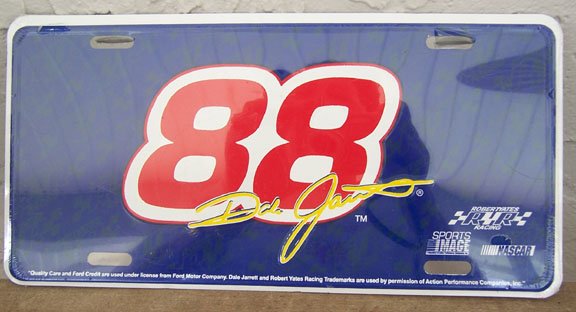 88
Dale Jarrett ®
TM
ROBERT YATES
RYR
RACING
SPORTS
IMAGE
NASCAR
"Quality Care and Ford Credit are used under license from Ford Motor Company. Dale Jarrett and Robert Yates Racing Trademarks are used by permission of Action Performance Companies, Inc."